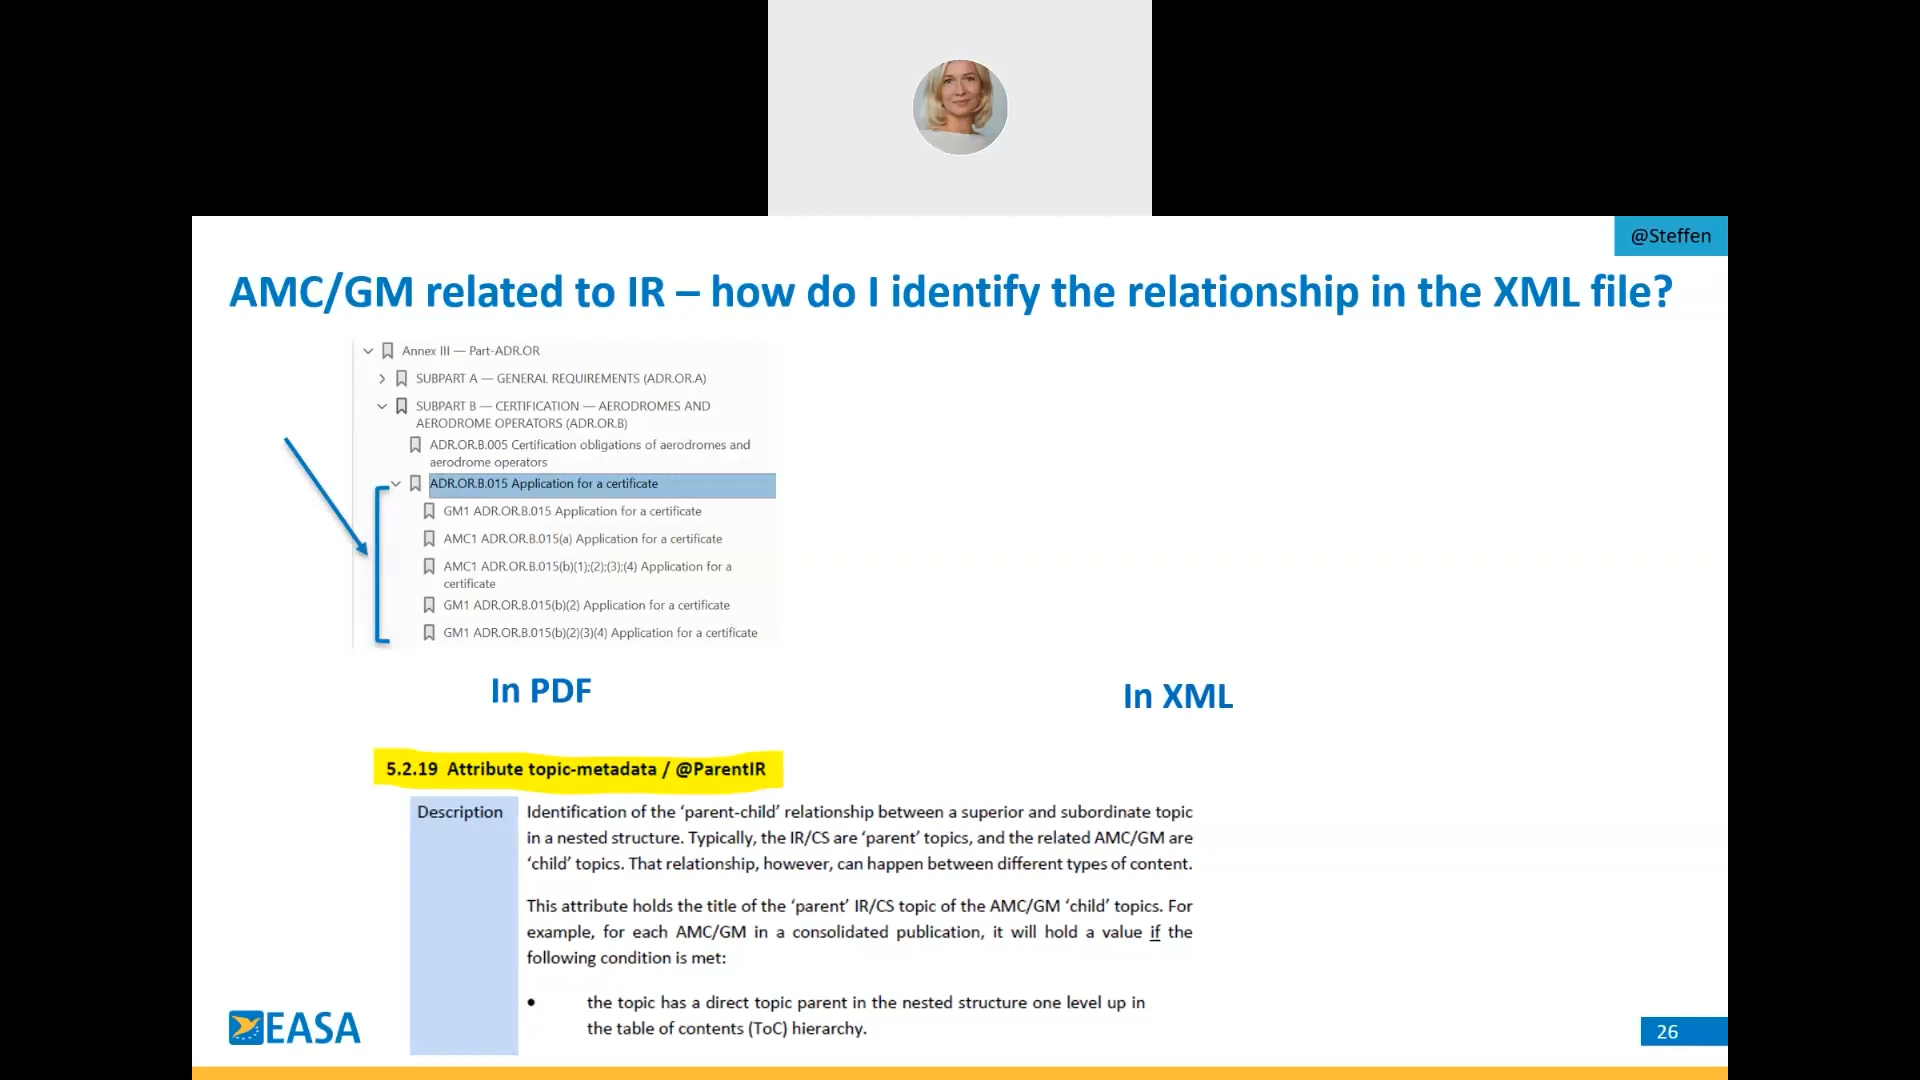 @Steffen
AMC/GM related to IR – how do I identify the relationship in the XML file?
Annex III — Part-ADR.OR
SUBPART A — GENERAL REQUIREMENTS (ADR.OR.A)
SUBPART B — CERTIFICATION — AERODROMES AND
AERODROME OPERATORS (ADR.OR.B)
ADR.OR.B.005 Certification obligations of aerodromes and
aerodrome operators
ADR.OR.B.015 Application for a certificate
GM1 ADR.OR.B.015 Application for a certificate
AMC1 ADR.OR.B.015(a) Application for a certificate
AMC1 ADR.OR.B.015(b)(1);(2);(3);(4) Application for a
certificate
GM1 ADR.OR.B.015(b)(2) Application for a certificate
GM1 ADR.OR.B.015(b)(2)(3)(4) Application for a certificate
In PDF
In XML
5.2.19 Attribute topic-metadata / @ParentIR
Description
Identification of the ‘parent-child’ relationship between a superior and subordinate topic
in a nested structure. Typically, the IR/CS are ‘parent’ topics, and the related AMC/GM are
‘child’ topics. That relationship, however, can happen between different types of content.
This attribute holds the title of the ‘parent’ IR/CS topic of the AMC/GM ‘child’ topics. For
example, for each AMC/GM in a consolidated publication, it will hold a value if the
following condition is met:
• the topic has a direct topic parent in the nested structure one level up in
the table of contents (ToC) hierarchy.
EASA
26